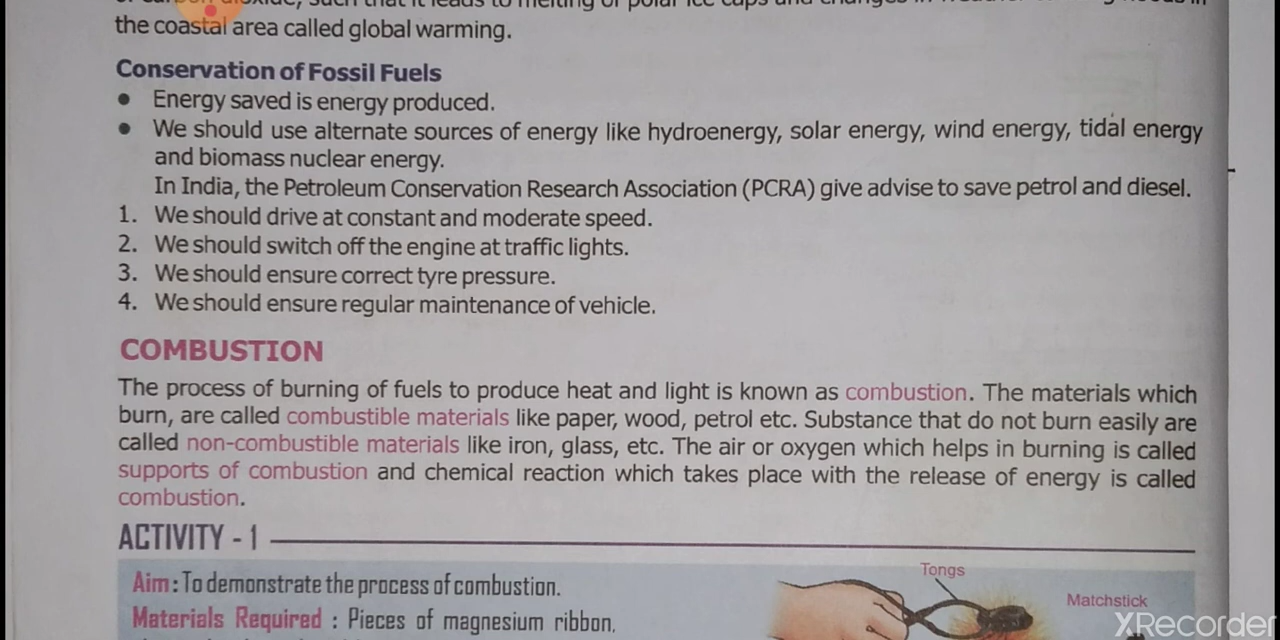 the coastal area called global warming.
Conservation of Fossil Fuels
• Energy saved is energy produced.
• We should use alternate sources of energy like hydroenergy, solar energy, wind energy, tidal energy
and biomass nuclear energy.
In India, the Petroleum Conservation Research Association (PCRA) give advise to save petrol and diesel.
1. We should drive at constant and moderate speed.
2. We should switch off the engine at traffic lights.
3. We should ensure correct tyre pressure.
4. We should ensure regular maintenance of vehicle.
COMBUSTION
The process of burning of fuels to produce heat and light is known as combustion. The materials which
burn, are called combustible materials like paper, wood, petrol etc. Substance that do not burn easily are
called non-combustible materials like iron, glass, etc. The air or oxygen which helps in burning is called
supports of combustion and chemical reaction which takes place with the release of energy is called
combustion.
ACTIVITY - 1
Aim : To demonstrate the process of combustion.
Materials Required : Pieces of magnesium ribbon,
Tongs
Matchstick
XRecorder